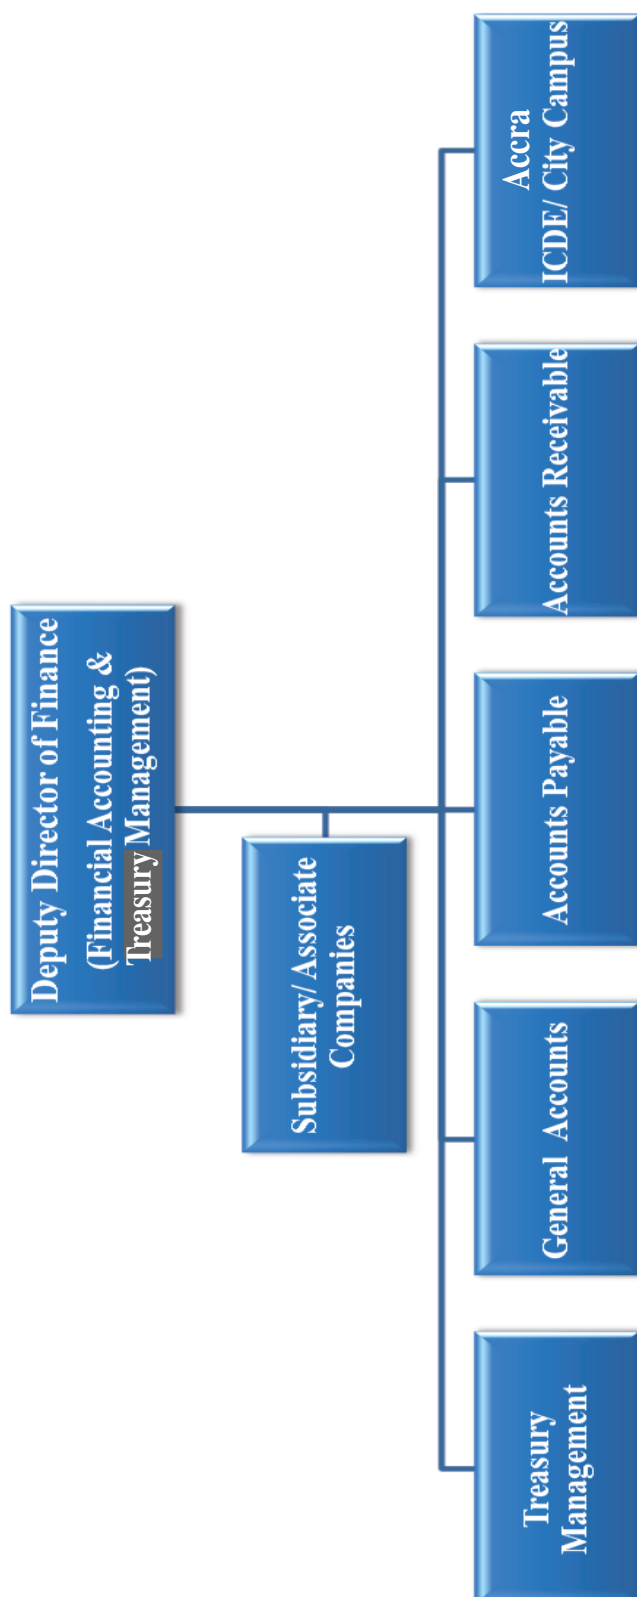 Deputy Director of Finance
(Financial Accounting &
Treasury Management)
Subsidiary/ Associate
Companies
Treasury
Management
General Accounts
Accounts Payable
Accounts Receivable
Accra
ICDE/ City Campus